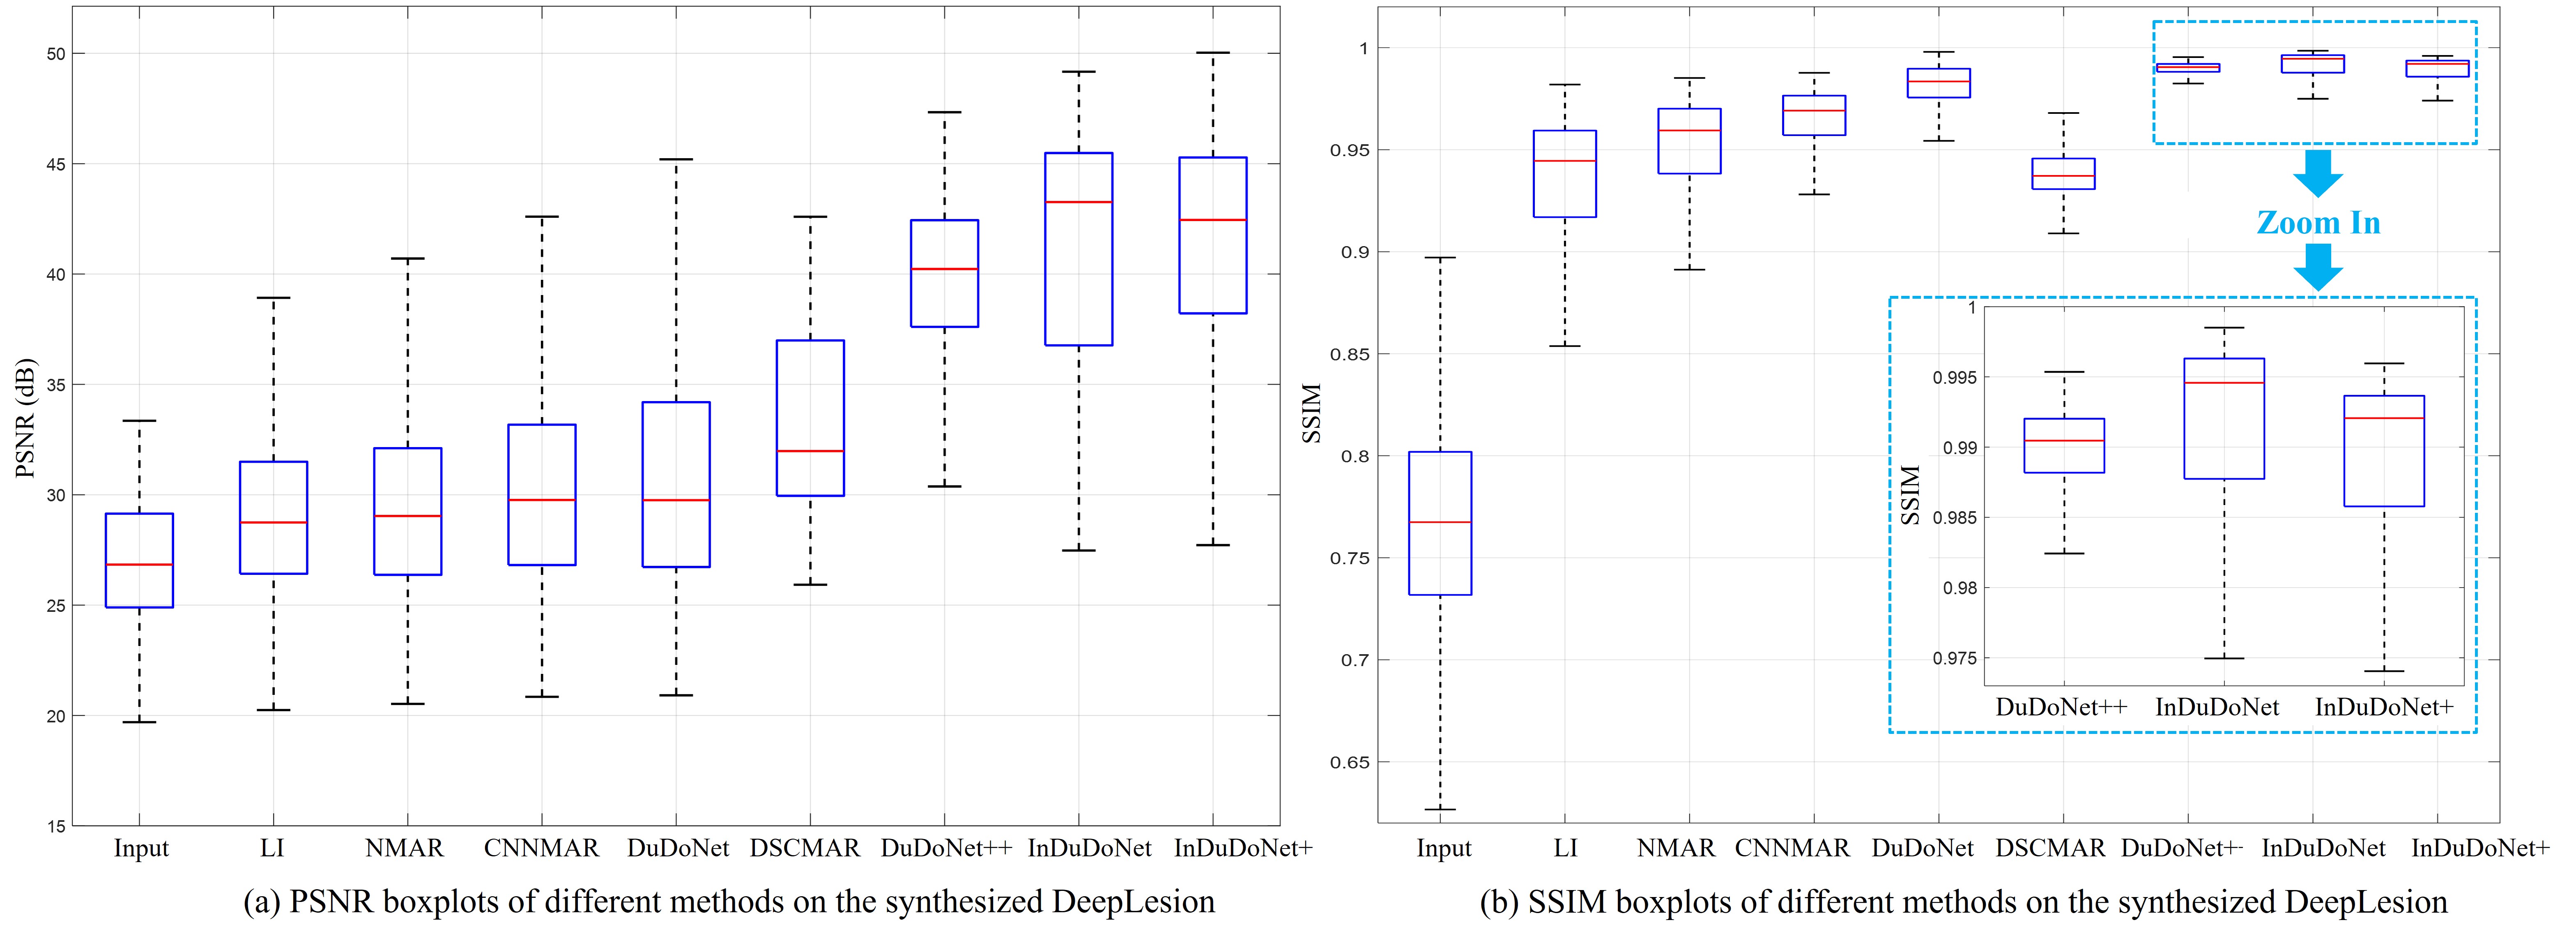 PSNR (dB)
50
45
40
35
30
25
20
15
Input LI NMAR CNNMAR DuDoNet DSCMAR DuDoNet++ InDuDoNet InDuDoNet+
(a) PSNR boxplots of different methods on the synthesized DeepLesion
SSIM
1
0.95
0.9
0.85
0.8
0.75
0.7
0.65
Zoom In
SSIM
1
0.995
0.99
0.985
0.98
0.975
DuDoNet++ InDuDoNet InDuDoNet+
Input LI NMAR CNNMAR DuDoNet DSCMAR DuDoNet+- InDuDoNet InDuDoNet+
(b) SSIM boxplots of different methods on the synthesized DeepLesion